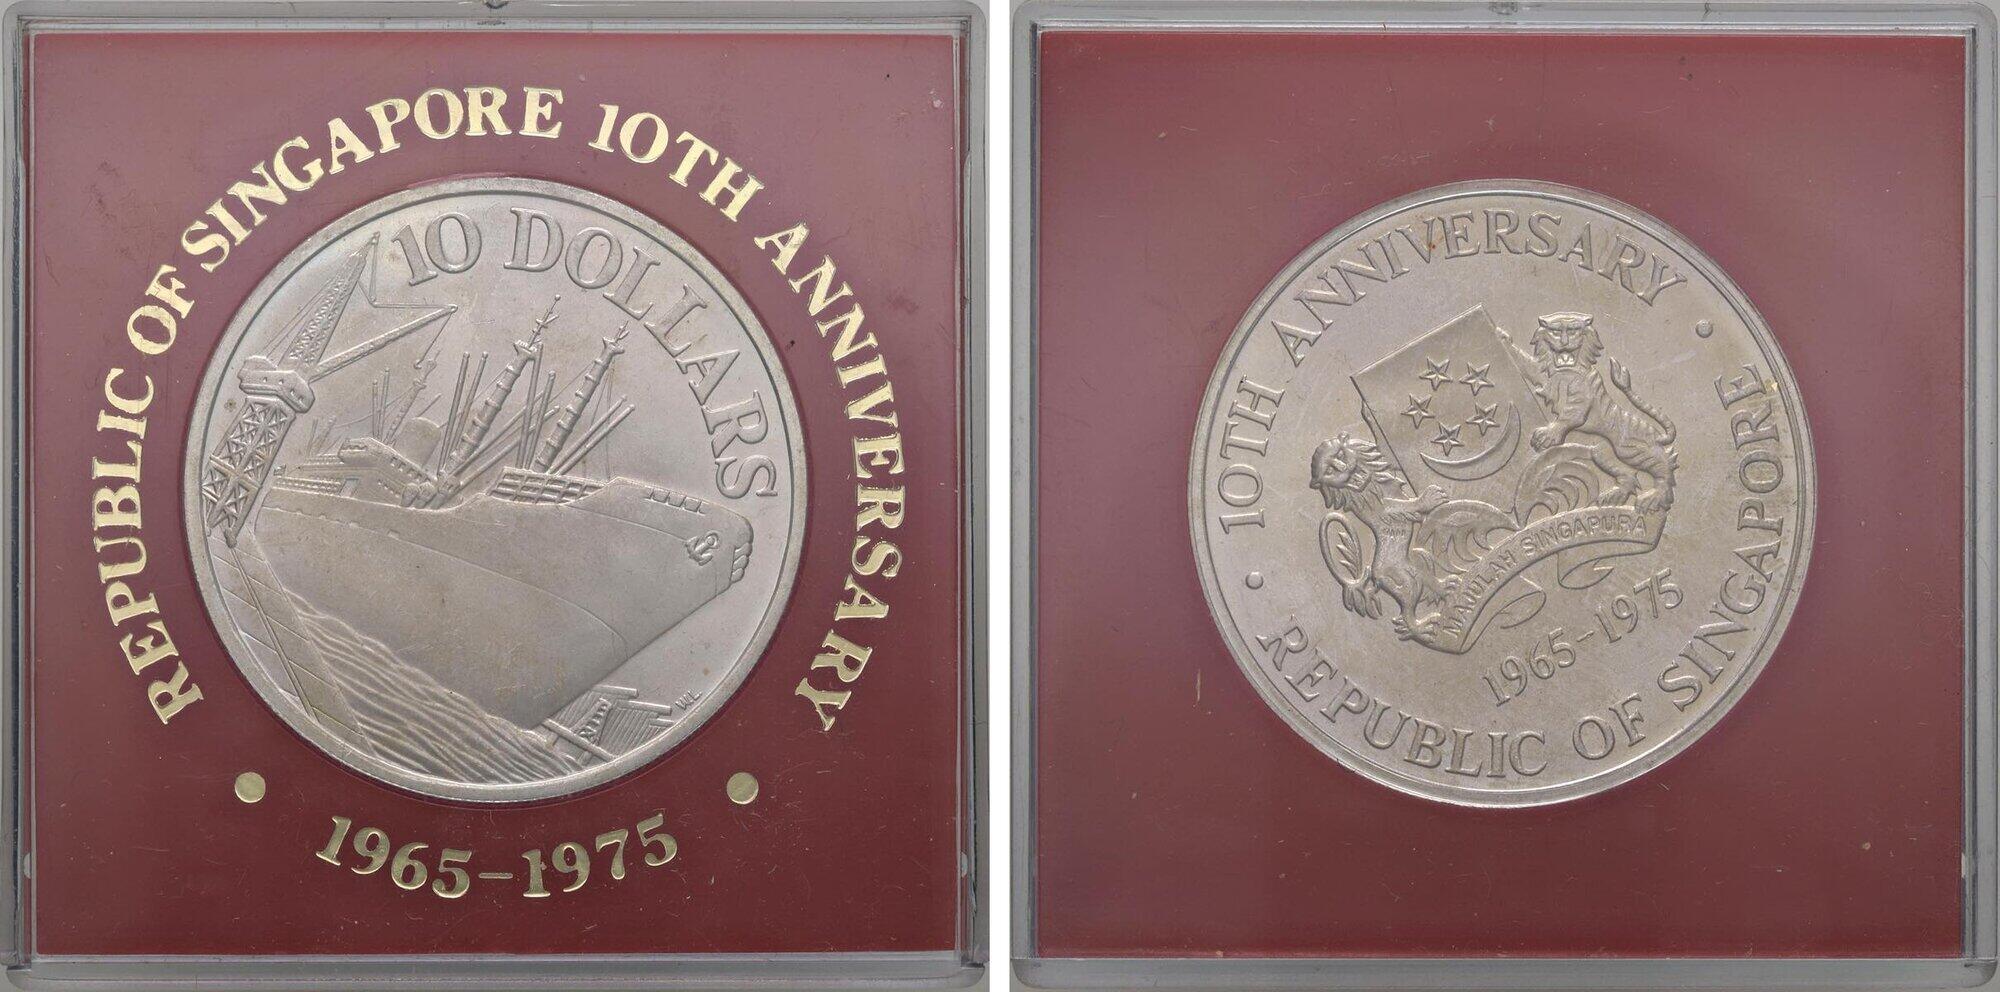 REPUBLIC OF SINGAPORE 10TH ANNIVERSARY
• 1965–1975 •
10 DOLLARS
W.L.
• 10TH ANNIVERSARY •
REPUBLIC OF SINGAPORE
MAJULAH SINGAPURA
1965–1975